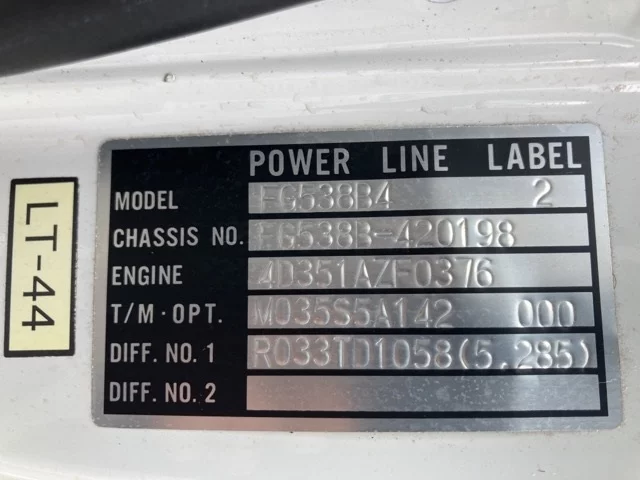 POWER LINE LABEL
MODEL FG538B4 2
CHASSIS NO. FG538B-420198
ENGINE 4D351AZF0376
T/M·OPT. M035S5A142 000
DIFF. NO. 1 R033TD1058(5.285)
DIFF. NO. 2
LT-44